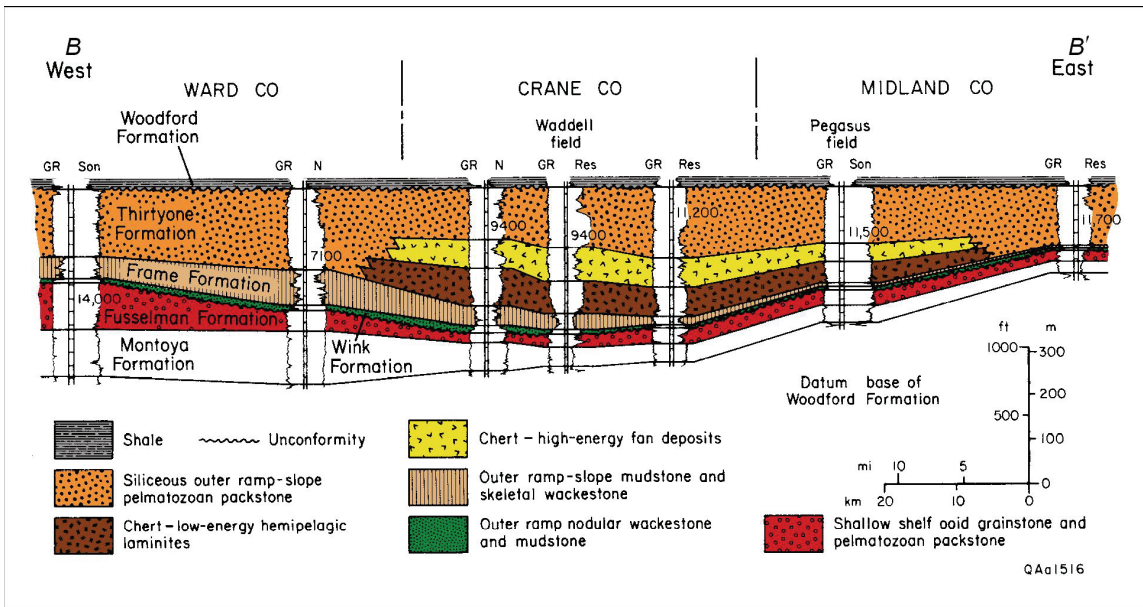 B
West
B′
East
WARD CO
CRANE CO
MIDLAND CO
Woodford
Formation
Waddell
field
Pegasus
field
GR Son
GR N
GR N GR Res GR Res
GR Son
GR Res
Thirtyone
Formation
7100
9400
9400
11,200
11,500
11,700
Frame Formation
14,000
Fusselman Formation
Montoya
Formation
Wink
Formation
ft m
1000 300
200
500
100
0 0
Datum base of
Woodford Formation
mi 10 5
km 20 10 0
Shale
Unconformity
Siliceous outer ramp-slope
pelmatozoan packstone
Chert-low-energy hemipelagic
laminites
Chert-high-energy fan deposits
Outer ramp-slope mudstone and
skeletal wackestone
Outer ramp nodular wackestone
and mudstone
Shallow shelf ooid grainstone and
pelmatozoan packstone
QAa1516